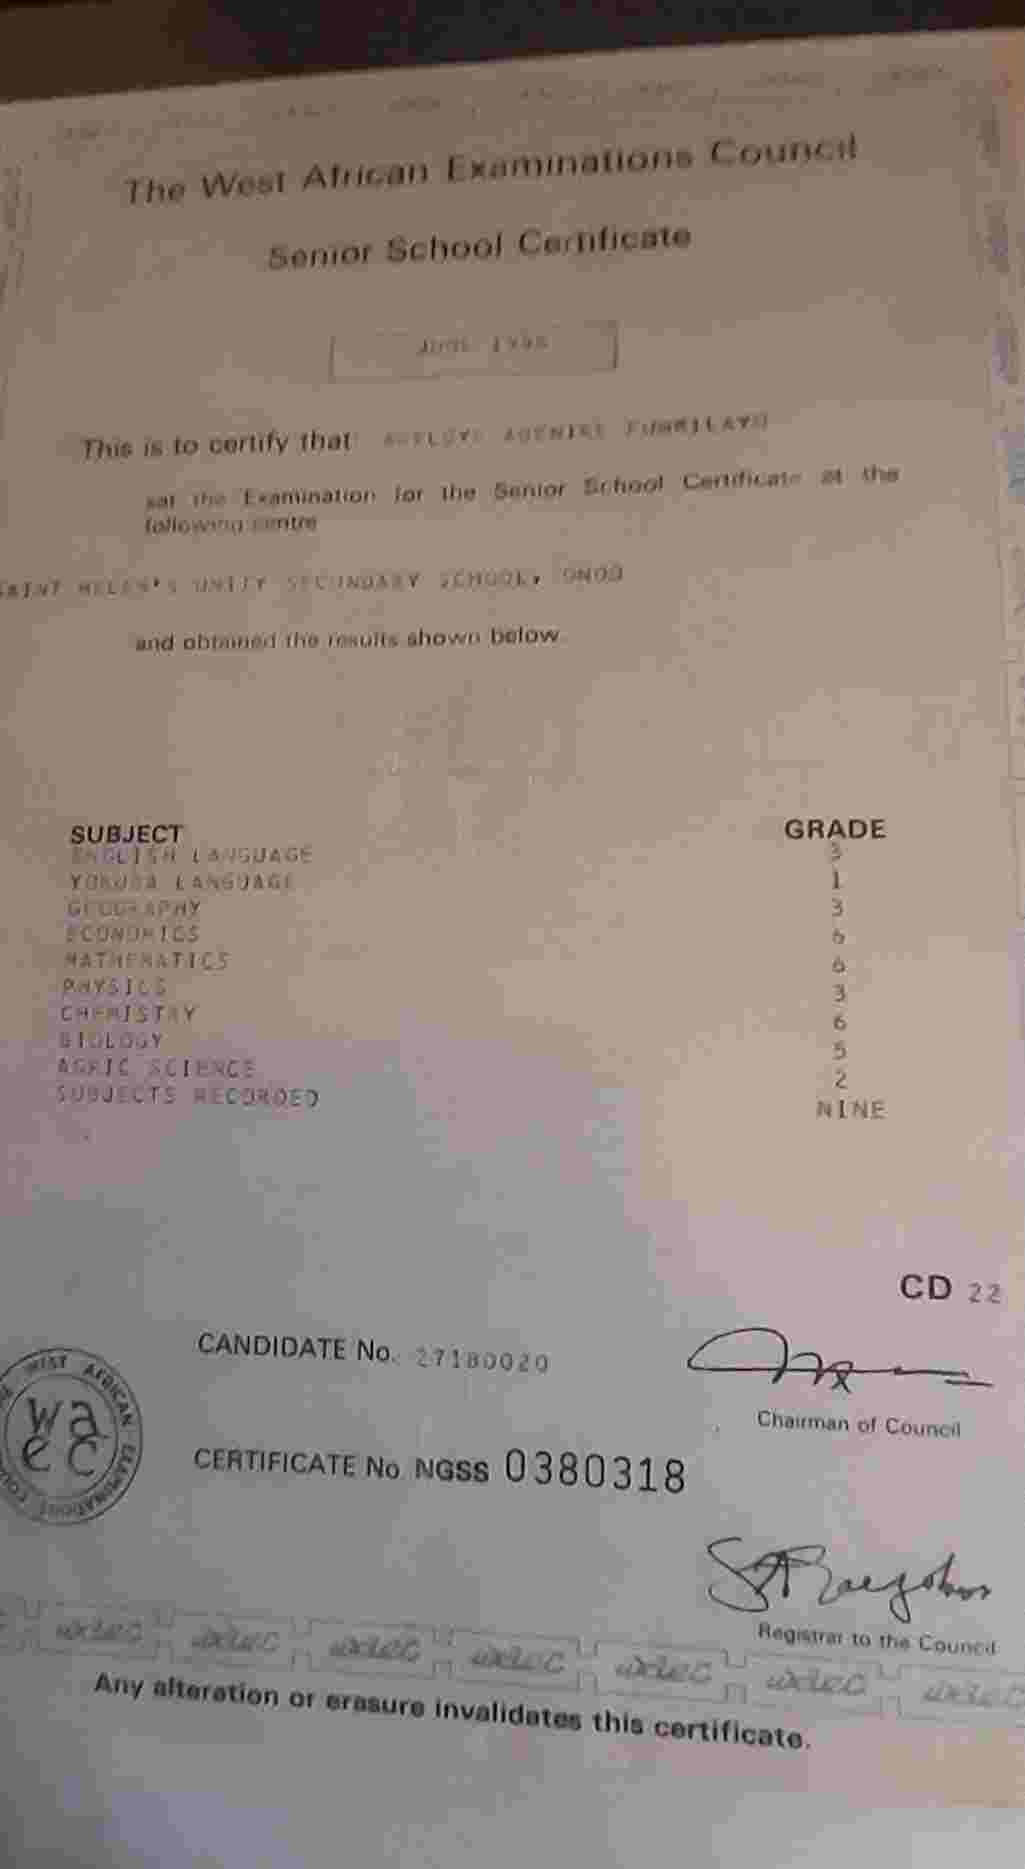 The West African Examinations Council
Senior School Certificate
JUNE
This is to certify that ADENIKE FUNMILAYO
sat the Examination for the Senior School Certificate at the
following centre
SAINT HELEN'S UNITY SECONDARY SCHOOL, ONDO
and obtained the results shown below
SUBJECT GRADE
ENGLISH LANGUAGE 3
YORUBA LANGUAGE 1
GEOGRAPHY 3
ECONOMICS 6
MATHEMATICS 6
PHYSICS 3
CHEMISTRY 6
BIOLOGY 5
AGRIC SCIENCE 2
SUBJECTS RECORDED NINE
CD 22
CANDIDATE No. 27180020
Chairman of Council
WEST AFRICAN EXAMINATIONS
wa
ec
CERTIFICATE No NGSS 0380318
Registrar to the Council
waec waec waec waec waec waec waec
Any alteration or erasure invalidates this certificate.